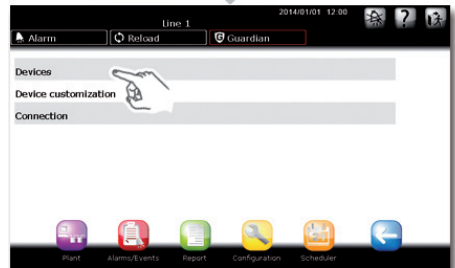 2014/01/01 12:00
Line 1
?
Alarm Reload Guardian
Devices
Device customization
Connection
Plant Alarms/Events Report Configuration Scheduler